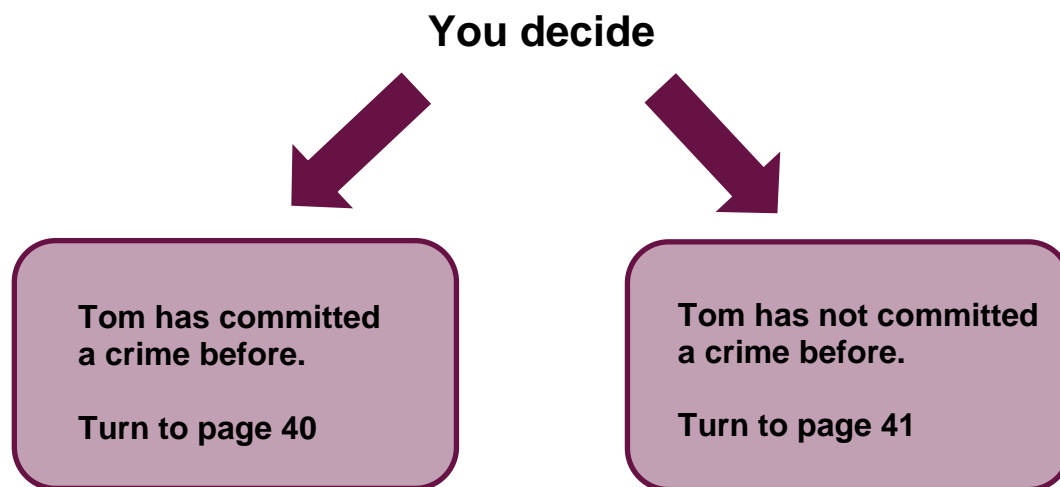 You decide
Tom has committed
a crime before.
Turn to page 40
Tom has not committed
a crime before.
Turn to page 41